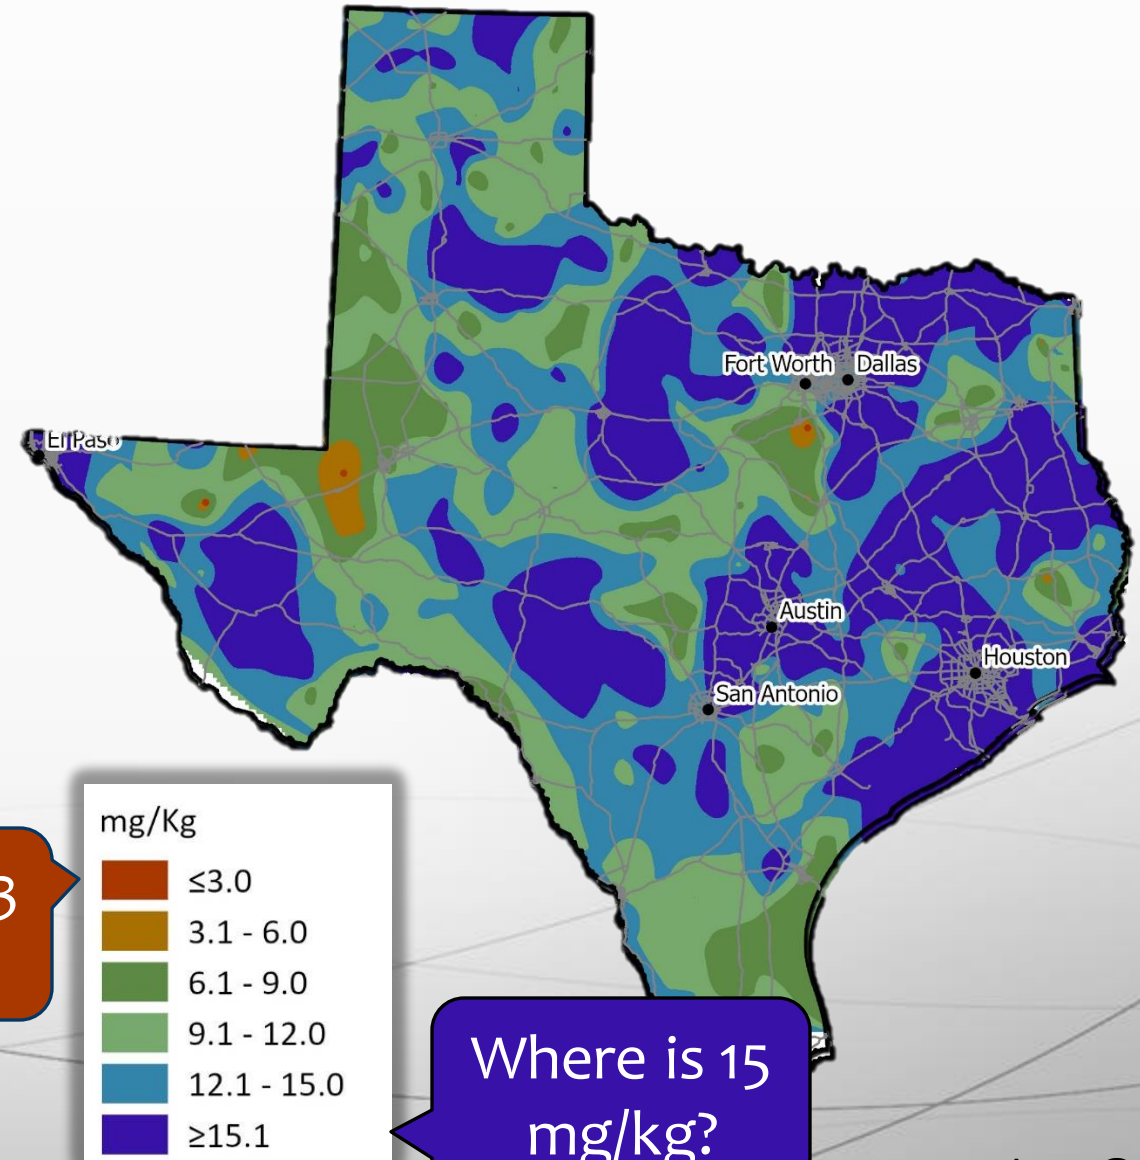 Fort Worth
Dallas
El Paso
Austin
Houston
San Antonio
mg/Kg
≤3.0
3.1 - 6.0
6.1 - 9.0
9.1 - 12.0
12.1 - 15.0
≥15.1
3
Where is 15
mg/kg?